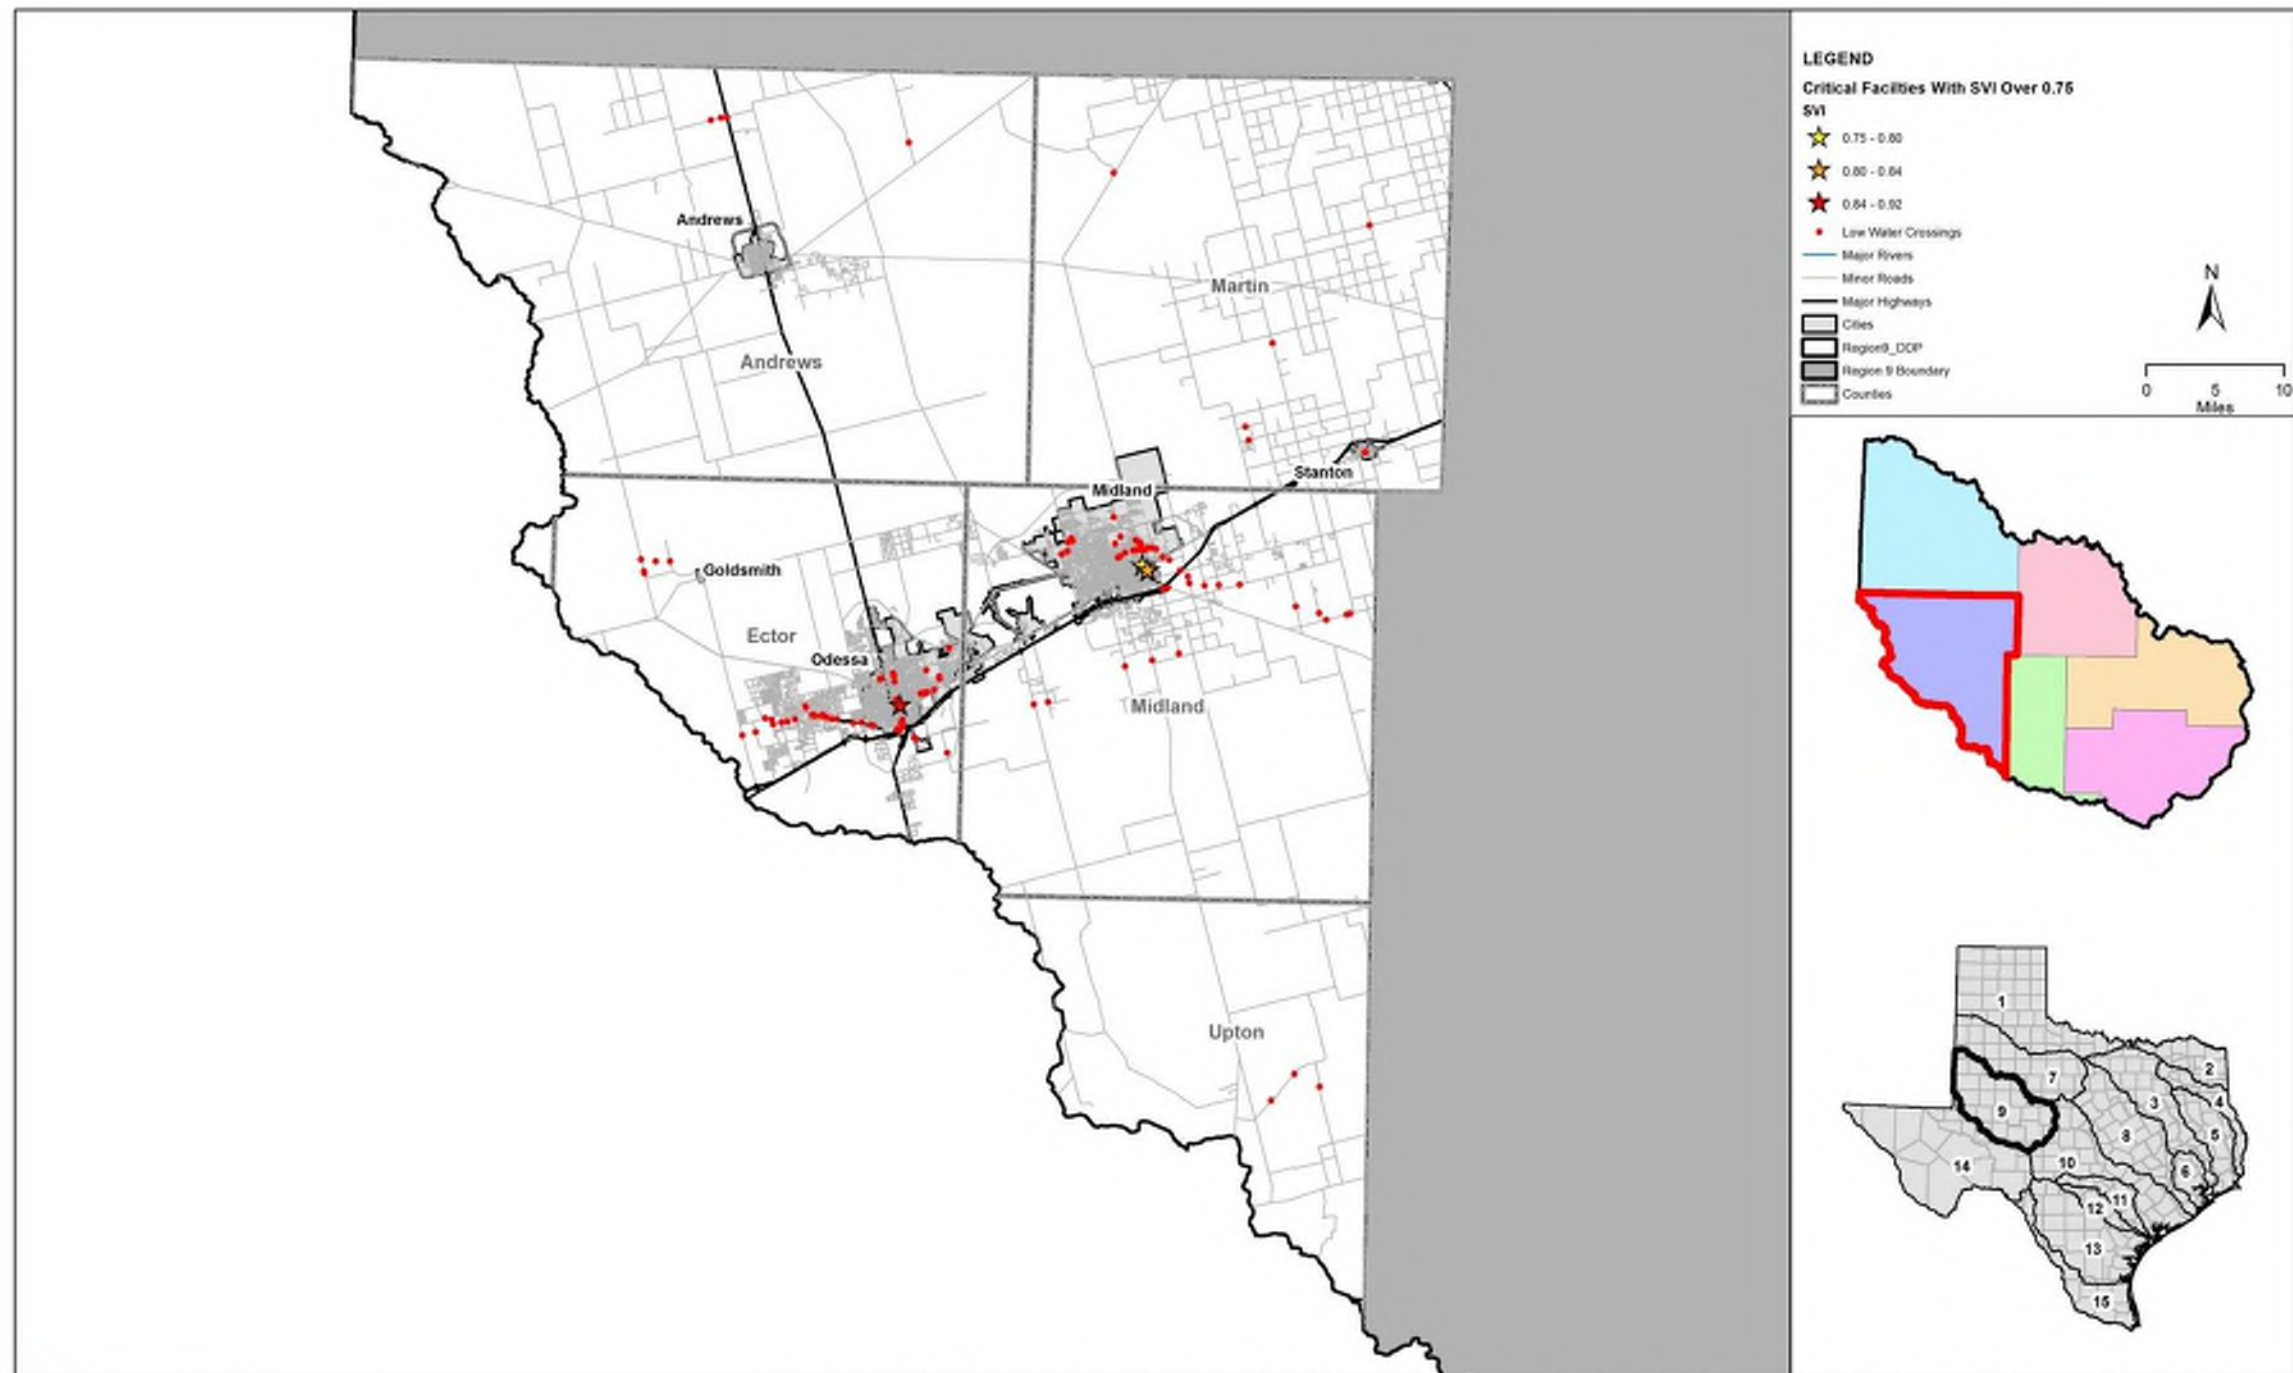 LEGEND
Critical Facilties With SVI Over 0.75
SVI
0.75 - 0.80
0.80 - 0.84
0.84 - 0.92
Low Water Crossings
Major Rivers
Minor Roads
Major Highways
Cities
Region9_DDP
Region 9 Boundary
Counties
N
0 5 10
Miles
Andrews
Martin
Andrews
Stanton
Midland
Goldsmith
Ector
Odessa
Midland
Upton
1
2
7
3
4
9
8
5
14
10
6
11
12
13
15